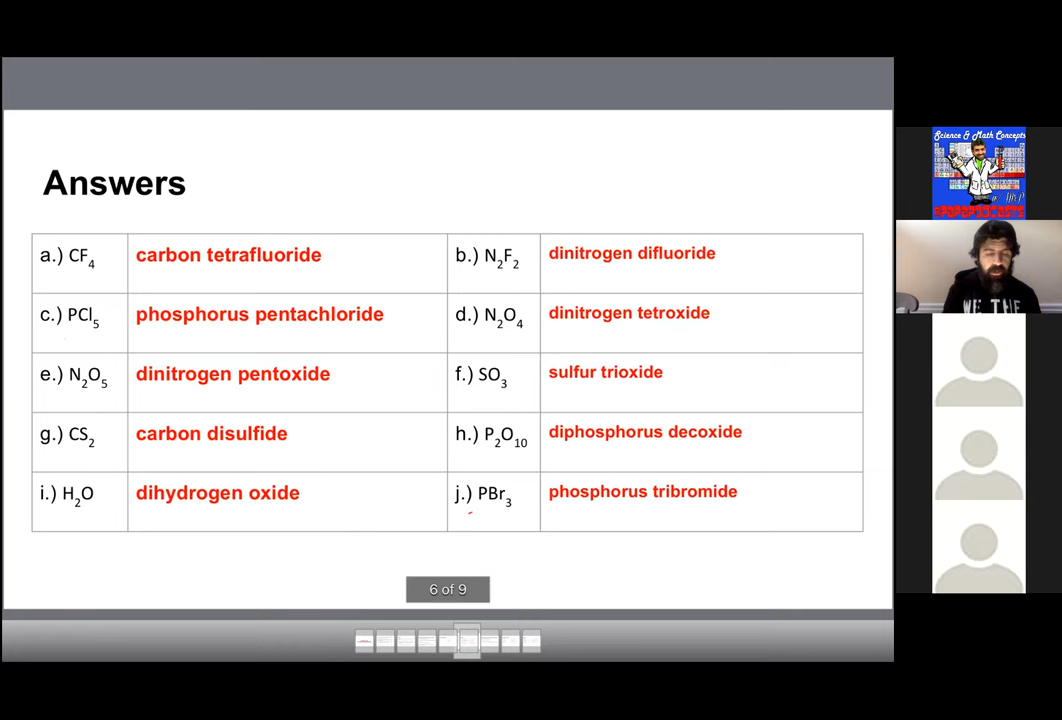 Science & Math Concepts
Answers
a.) CF4 carbon tetrafluoride b.) N2F2 dinitrogen difluoride
c.) PCl5 phosphorus pentachloride d.) N2O4 dinitrogen tetroxide
e.) N2O5 dinitrogen pentoxide f.) SO3 sulfur trioxide
g.) CS2 carbon disulfide h.) P2O10 diphosphorus decoxide
i.) H2O dihydrogen oxide j.) PBr3 phosphorus tribromide
WE THE
6 of 9